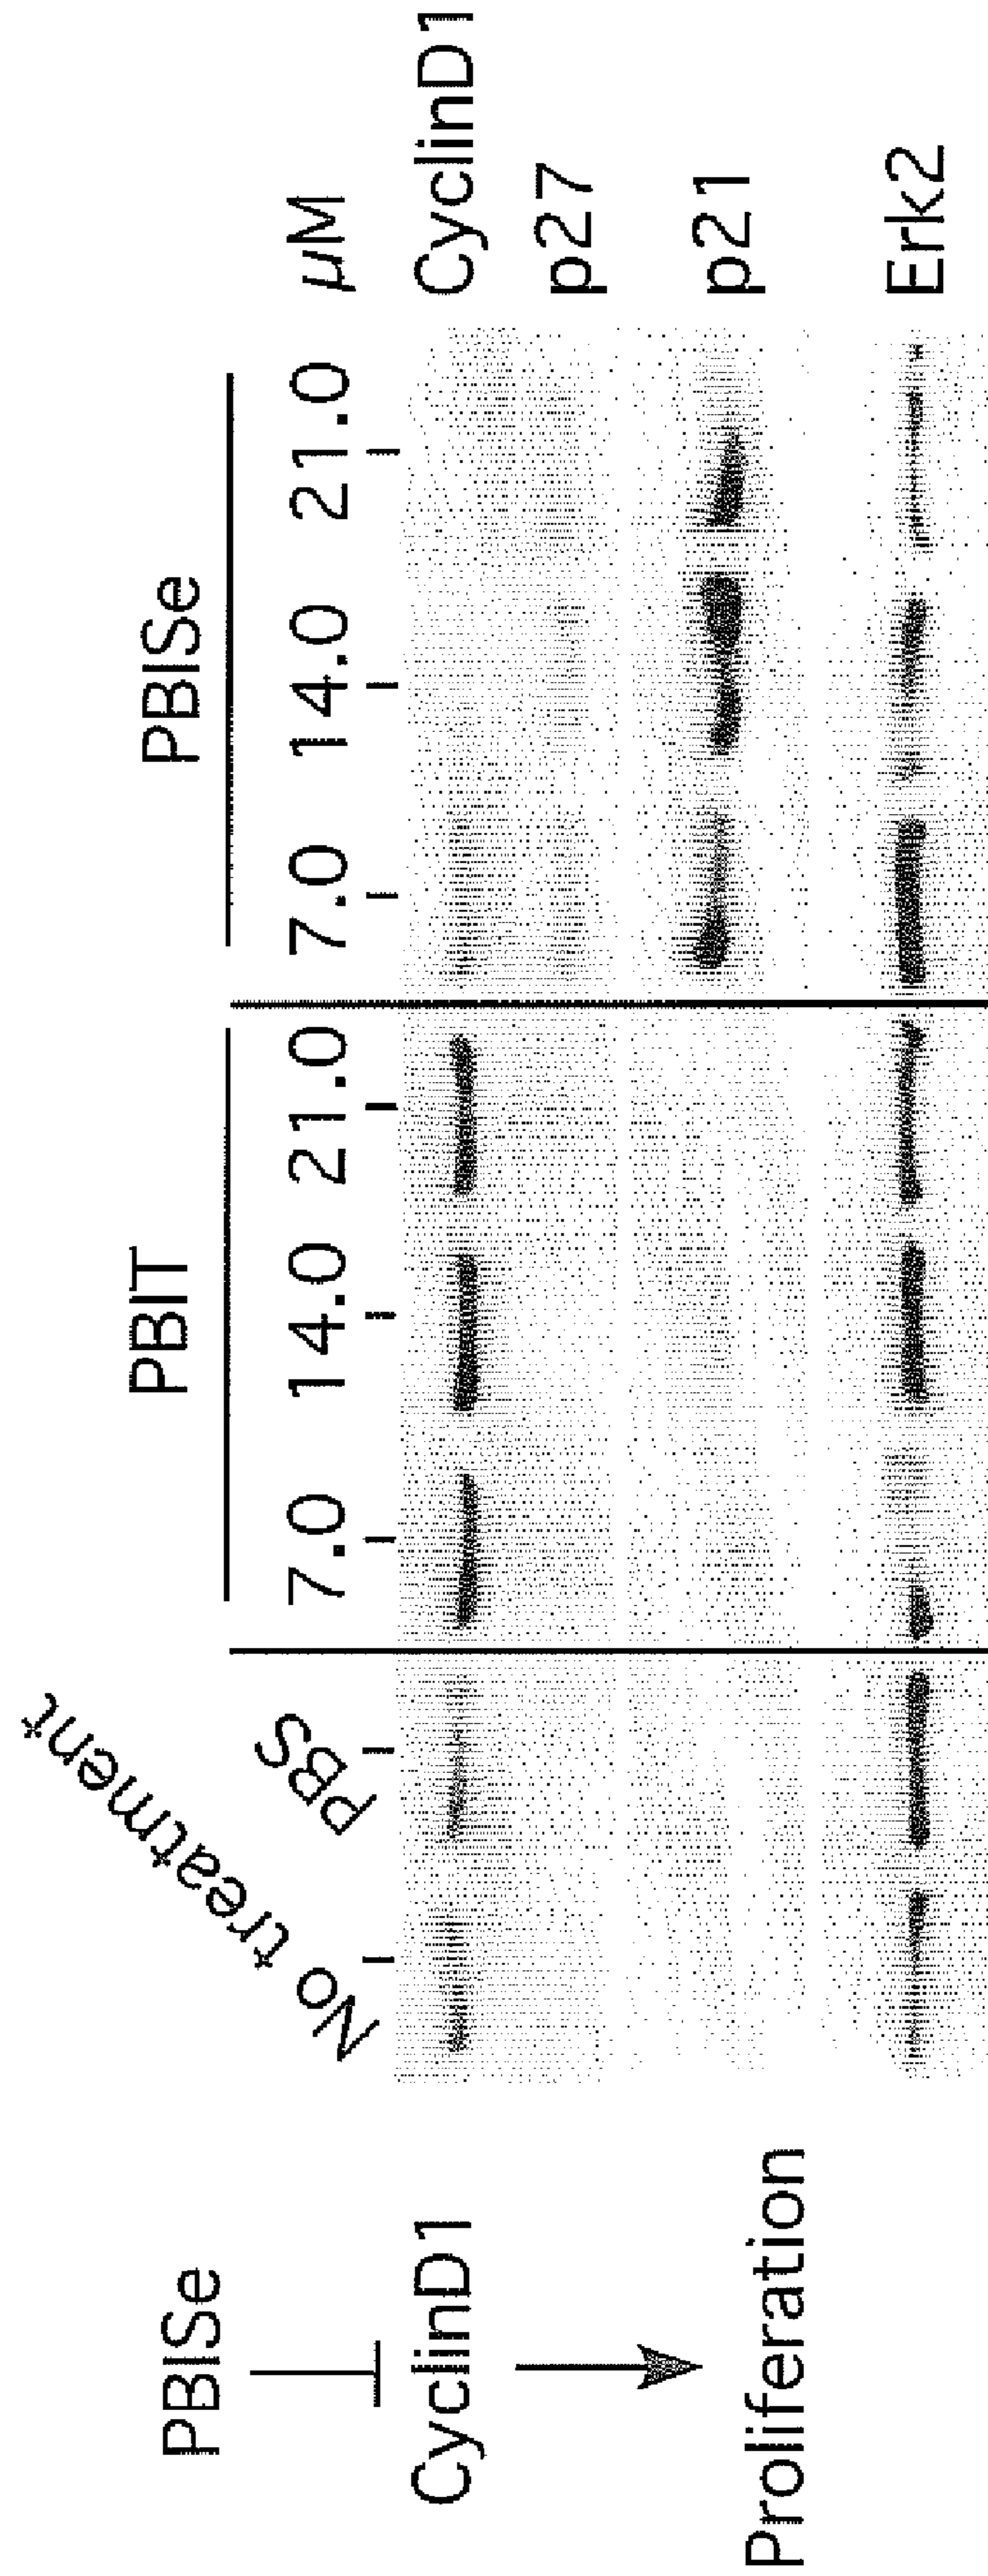 PBISe
CyclinD1
Proliferation
No treatment
PBS
PBIT
7.0 14.0 21.0
PBISe
7.0 14.0 21.0 µM
CyclinD1
p27
p21
Erk2